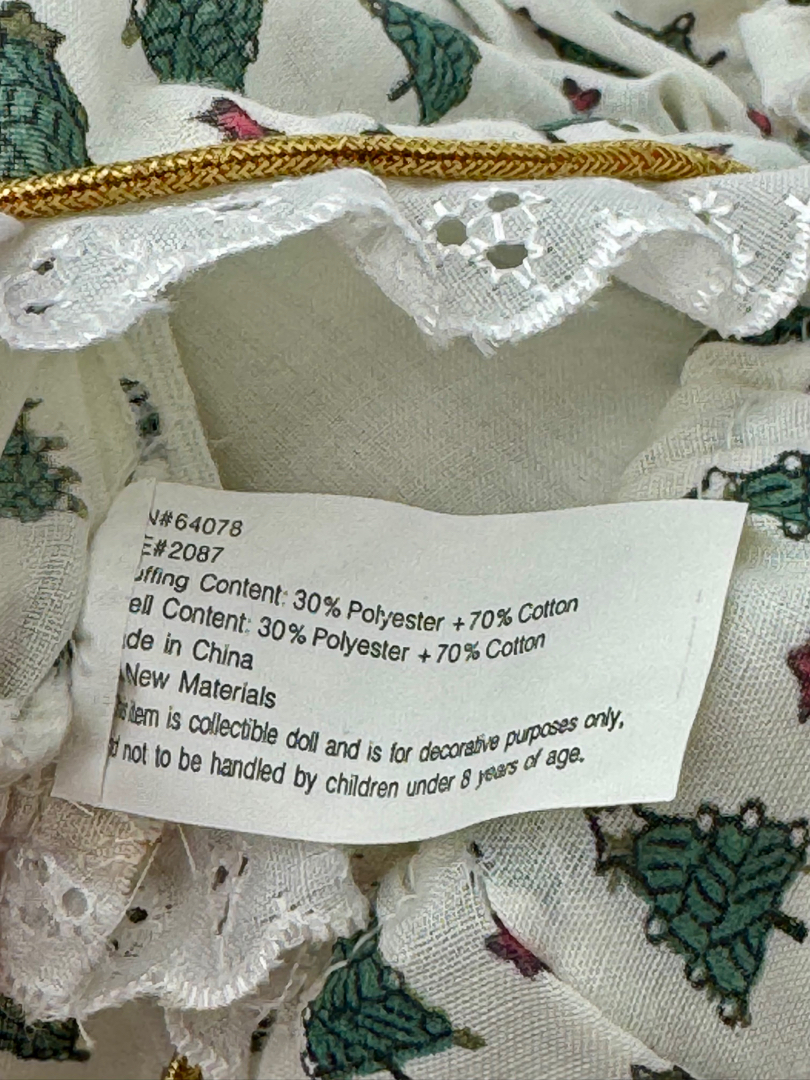 N#64078
E#2087
uffing Content: 30% Polyester +70% Cotton
ell Content: 30% Polyester +70% Cotton
de in China
New Materials
item is collectible doll and is for decorative purposes only,
d not to be handled by children under 8 years of age.